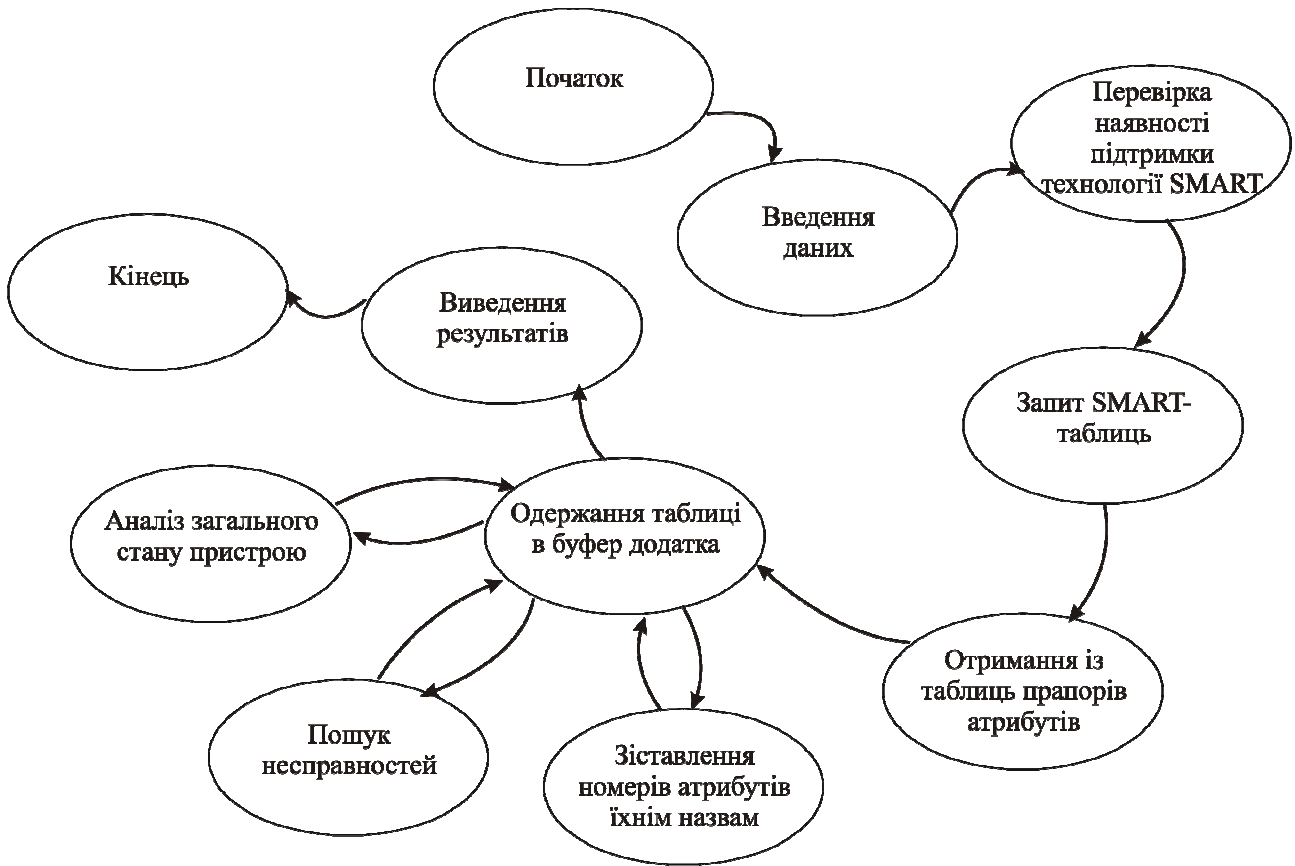 Початок
Перевірка
наявності
підтримки
технології SMART
Введення
даних
Кінець
Виведення
результатів
Запит SMART-
таблиць
Аналіз загального
стану пристрою
Одержання таблиці
в буфер додатка
Отримання із
таблиць прапорів
атрибутів
Пошук
несправностей
Зіставлення
номерів атрибутів
їхнім назвам